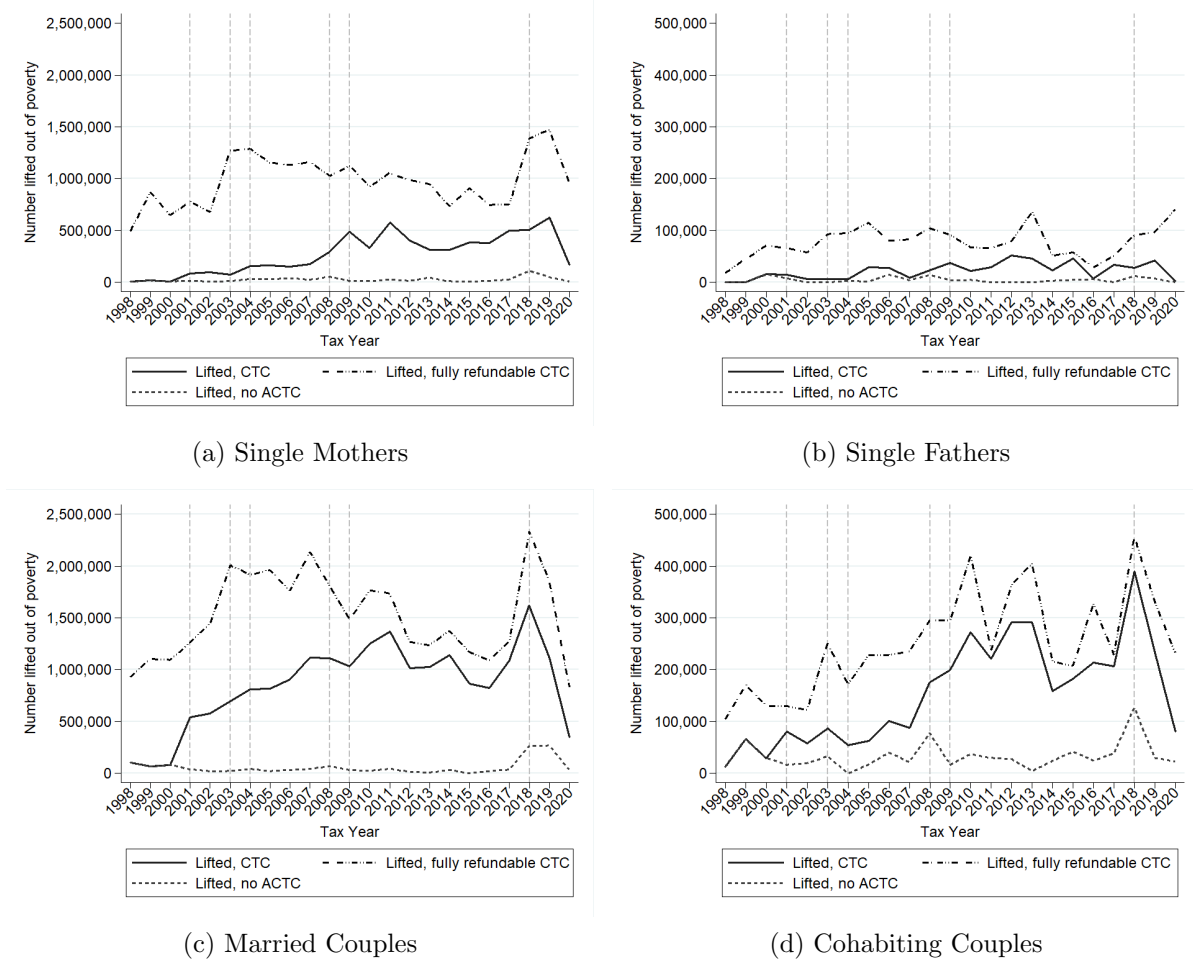 2,500,000
2,000,000
1,500,000
1,000,000
500,000
0
Number lifted out of poverty
1998 1999 2000 2001 2002 2003 2004 2005 2006 2007 2008 2009 2010 2011 2012 2013 2014 2015 2016 2017 2018 2019 2020
Tax Year
Lifted, CTC Lifted, fully refundable CTC
Lifted, no ACTC
(a) Single Mothers
500,000
400,000
300,000
200,000
100,000
0
Number lifted out of poverty
1998 1999 2000 2001 2002 2003 2004 2005 2006 2007 2008 2009 2010 2011 2012 2013 2014 2015 2016 2017 2018 2019 2020
Tax Year
Lifted, CTC Lifted, fully refundable CTC
Lifted, no ACTC
(b) Single Fathers
2,500,000
2,000,000
1,500,000
1,000,000
500,000
0
Number lifted out of poverty
1998 1999 2000 2001 2002 2003 2004 2005 2006 2007 2008 2009 2010 2011 2012 2013 2014 2015 2016 2017 2018 2019 2020
Tax Year
Lifted, CTC Lifted, fully refundable CTC
Lifted, no ACTC
(c) Married Couples
500,000
400,000
300,000
200,000
100,000
0
Number lifted out of poverty
1998 1999 2000 2001 2002 2003 2004 2005 2006 2007 2008 2009 2010 2011 2012 2013 2014 2015 2016 2017 2018 2019 2020
Tax Year
Lifted, CTC Lifted, fully refundable CTC
Lifted, no ACTC
(d) Cohabiting Couples